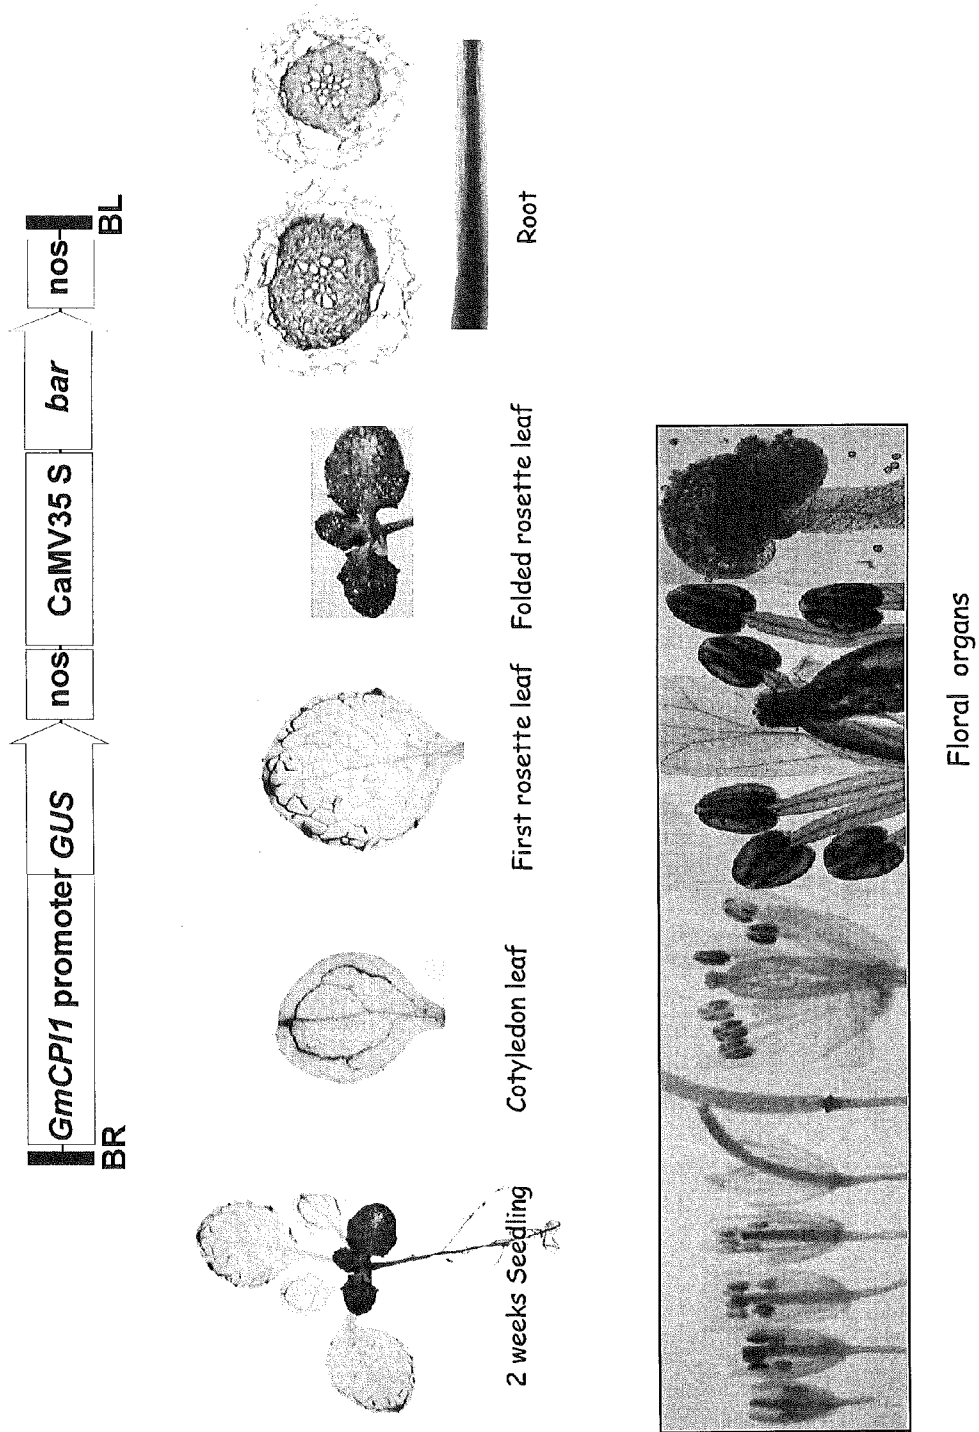 GmCPI1 promoter GUS nos CaMV35 S bar nos
BR BL
2 weeks Seedling
Cotyledon leaf
First rosette leaf
Folded rosette leaf
Root
Floral organs